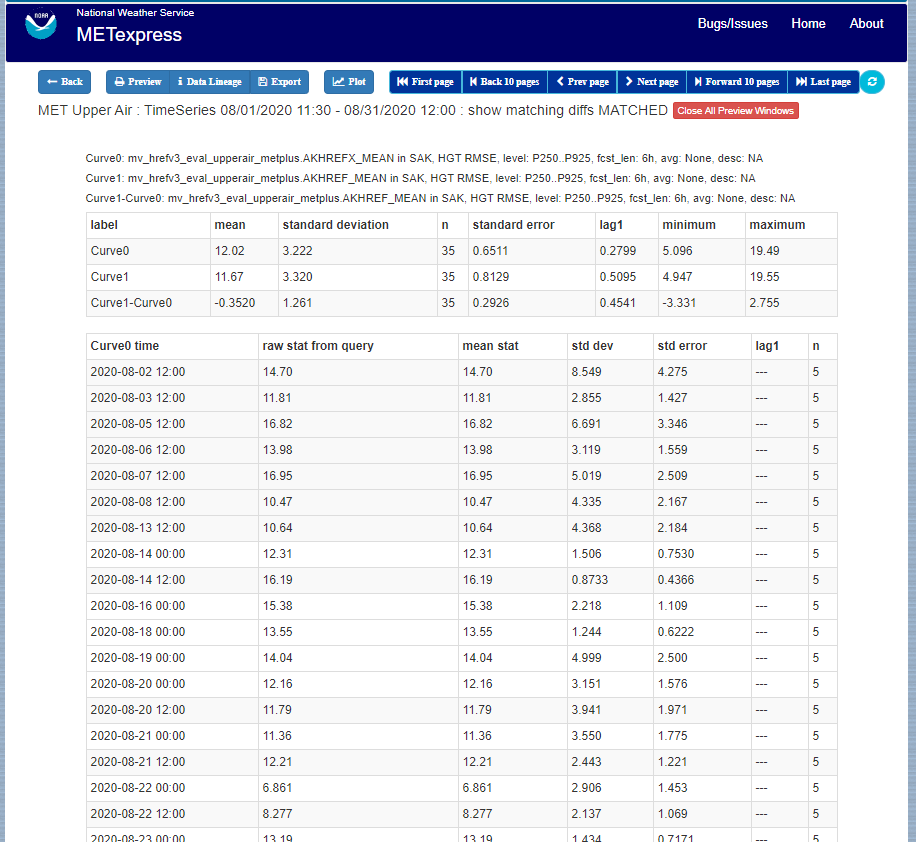 NOAA
National Weather Service
METexpress
Bugs/Issues Home About
Back Preview Data Lineage Export Plot First page Back 10 pages Prev page Next page Forward 10 pages Last page
MET Upper Air : TimeSeries 08/01/2020 11:30 - 08/31/2020 12:00 : show matching diffs MATCHED Close All Preview Windows
Curve0: mv_hrefv3_eval_upperair_metplus.AKHREFX_MEAN in SAK, HGT RMSE, level: P250..P925, fcst_len: 6h, avg: None, desc: NA
Curve1: mv_hrefv3_eval_upperair_metplus.AKHREF_MEAN in SAK, HGT RMSE, level: P250..P925, fcst_len: 6h, avg: None, desc: NA
Curve1-Curve0: mv_hrefv3_eval_upperair_metplus.AKHREF_MEAN in SAK, HGT RMSE, level: P250..P925, fcst_len: 6h, avg: None, desc: NA
label mean standard deviation n standard error lag1 minimum maximum
Curve0 12.02 3.222 35 0.6511 0.2799 5.096 19.49
Curve1 11.67 3.320 35 0.8129 0.5095 4.947 19.55
Curve1-Curve0 -0.3520 1.261 35 0.2926 0.4541 -3.331 2.755
Curve0 time raw stat from query mean stat std dev std error lag1 n
2020-08-02 12:00 14.70 14.70 8.549 4.275 --- 5
2020-08-03 12:00 11.81 11.81 2.855 1.427 --- 5
2020-08-05 12:00 16.82 16.82 6.691 3.346 --- 5
2020-08-06 12:00 13.98 13.98 3.119 1.559 --- 5
2020-08-07 12:00 16.95 16.95 5.019 2.509 --- 5
2020-08-08 12:00 10.47 10.47 4.335 2.167 --- 5
2020-08-13 12:00 10.64 10.64 4.368 2.184 --- 5
2020-08-14 00:00 12.31 12.31 1.506 0.7530 --- 5
2020-08-14 12:00 16.19 16.19 0.8733 0.4366 --- 5
2020-08-16 00:00 15.38 15.38 2.218 1.109 --- 5
2020-08-18 00:00 13.55 13.55 1.244 0.6222 --- 5
2020-08-19 00:00 14.04 14.04 4.999 2.500 --- 5
2020-08-20 00:00 12.16 12.16 3.151 1.576 --- 5
2020-08-20 12:00 11.79 11.79 3.941 1.971 --- 5
2020-08-21 00:00 11.36 11.36 3.550 1.775 --- 5
2020-08-21 12:00 12.21 12.21 2.443 1.221 --- 5
2020-08-22 00:00 6.861 6.861 2.906 1.453 --- 5
2020-08-22 12:00 8.277 8.277 2.137 1.069 --- 5
2020-08-23 00:00 13.19 13.19 1.434 0.7171 --- 5